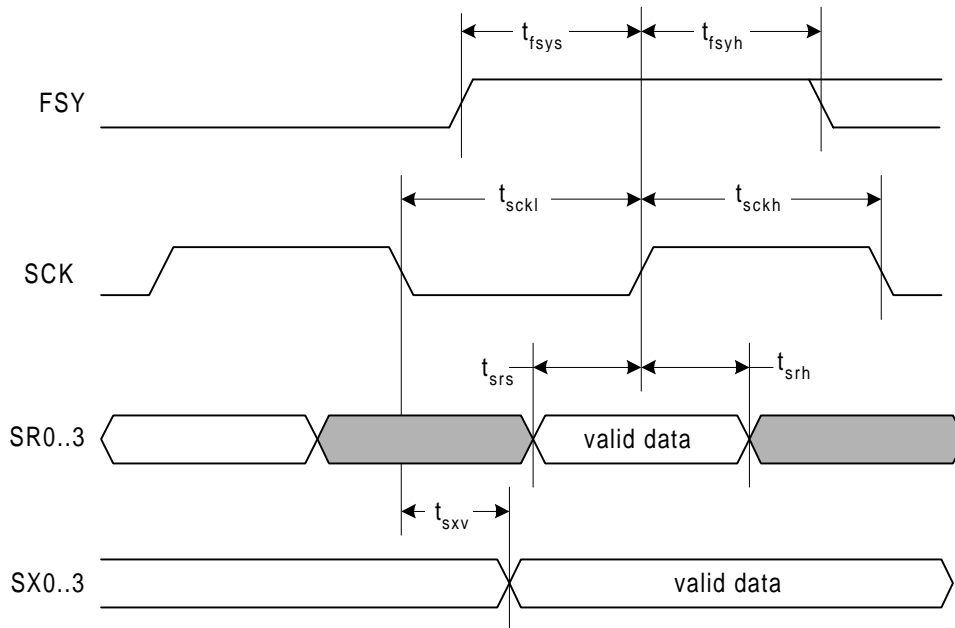 t_fsys t_fsyh
FSY
t_sckl t_sckh
SCK
t_srs t_srh
SR0..3 valid data
t_sxv
SX0..3 valid data